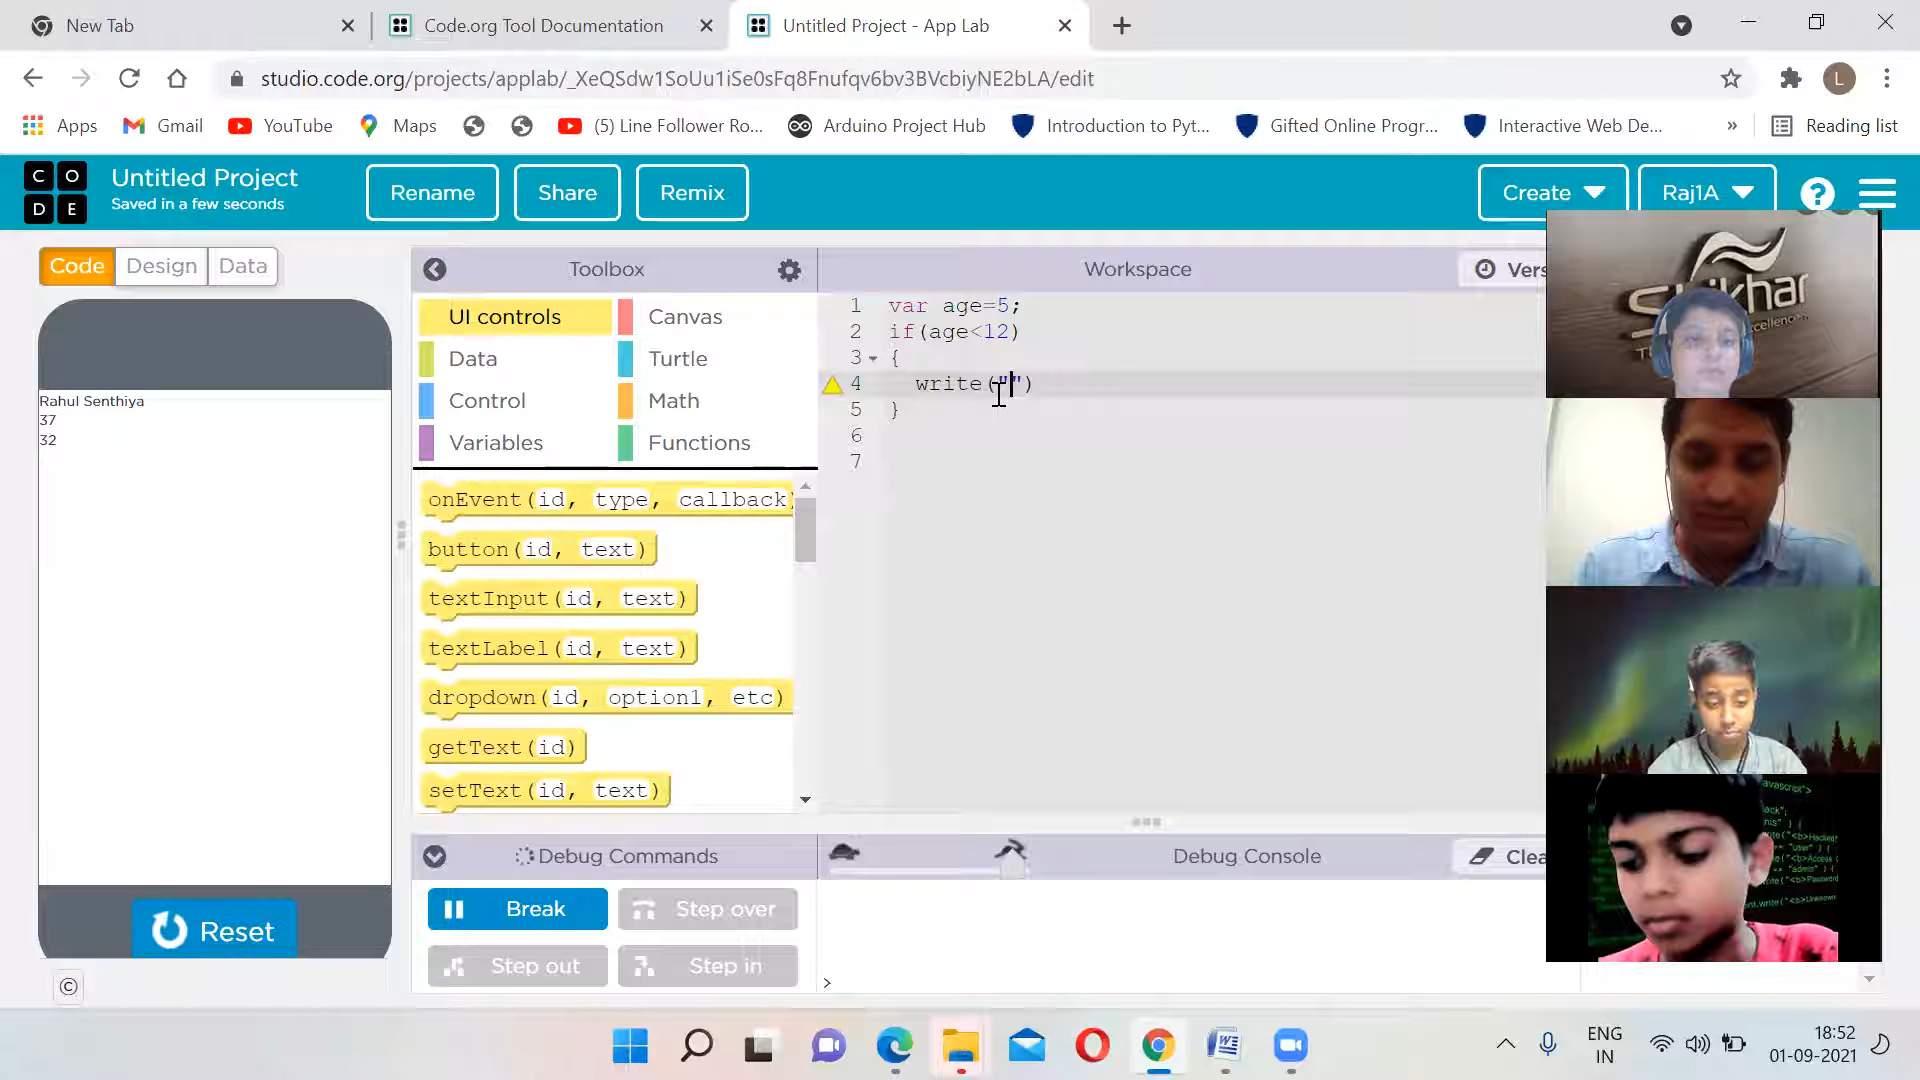 New Tab
Code.org Tool Documentation
Untitled Project - App Lab
studio.code.org/projects/applab/_XeQSdw1SoUu1iSe0sFq8Fnufqv6bv3BVcbiyNE2bLA/edit
L
Apps
Gmail
YouTube
Maps
(5) Line Follower Ro...
Arduino Project Hub
Introduction to Pyt...
Gifted Online Progr...
Interactive Web De...
»
Reading list
C O
D E
Untitled Project
Saved in a few seconds
Rename
Share
Remix
Create
Raj1A
?
Code
Design
Data
Toolbox
Workspace
Vers
Rahul Senthiya
37
32
UI controls
Canvas
Data
Turtle
Control
Math
Variables
Functions
onEvent(id, type, callback)
button(id, text)
textInput(id, text)
textLabel(id, text)
dropdown(id, option1, etc)
getText(id)
setText(id, text)
1 var age=5;
2 if(age<12)
3 {
4 write("")
5 }
6
7
Debug Commands
Debug Console
Clea
Break
Step over
Step out
Step in
>
Reset
©
ENG
IN
18:52
01-09-2021